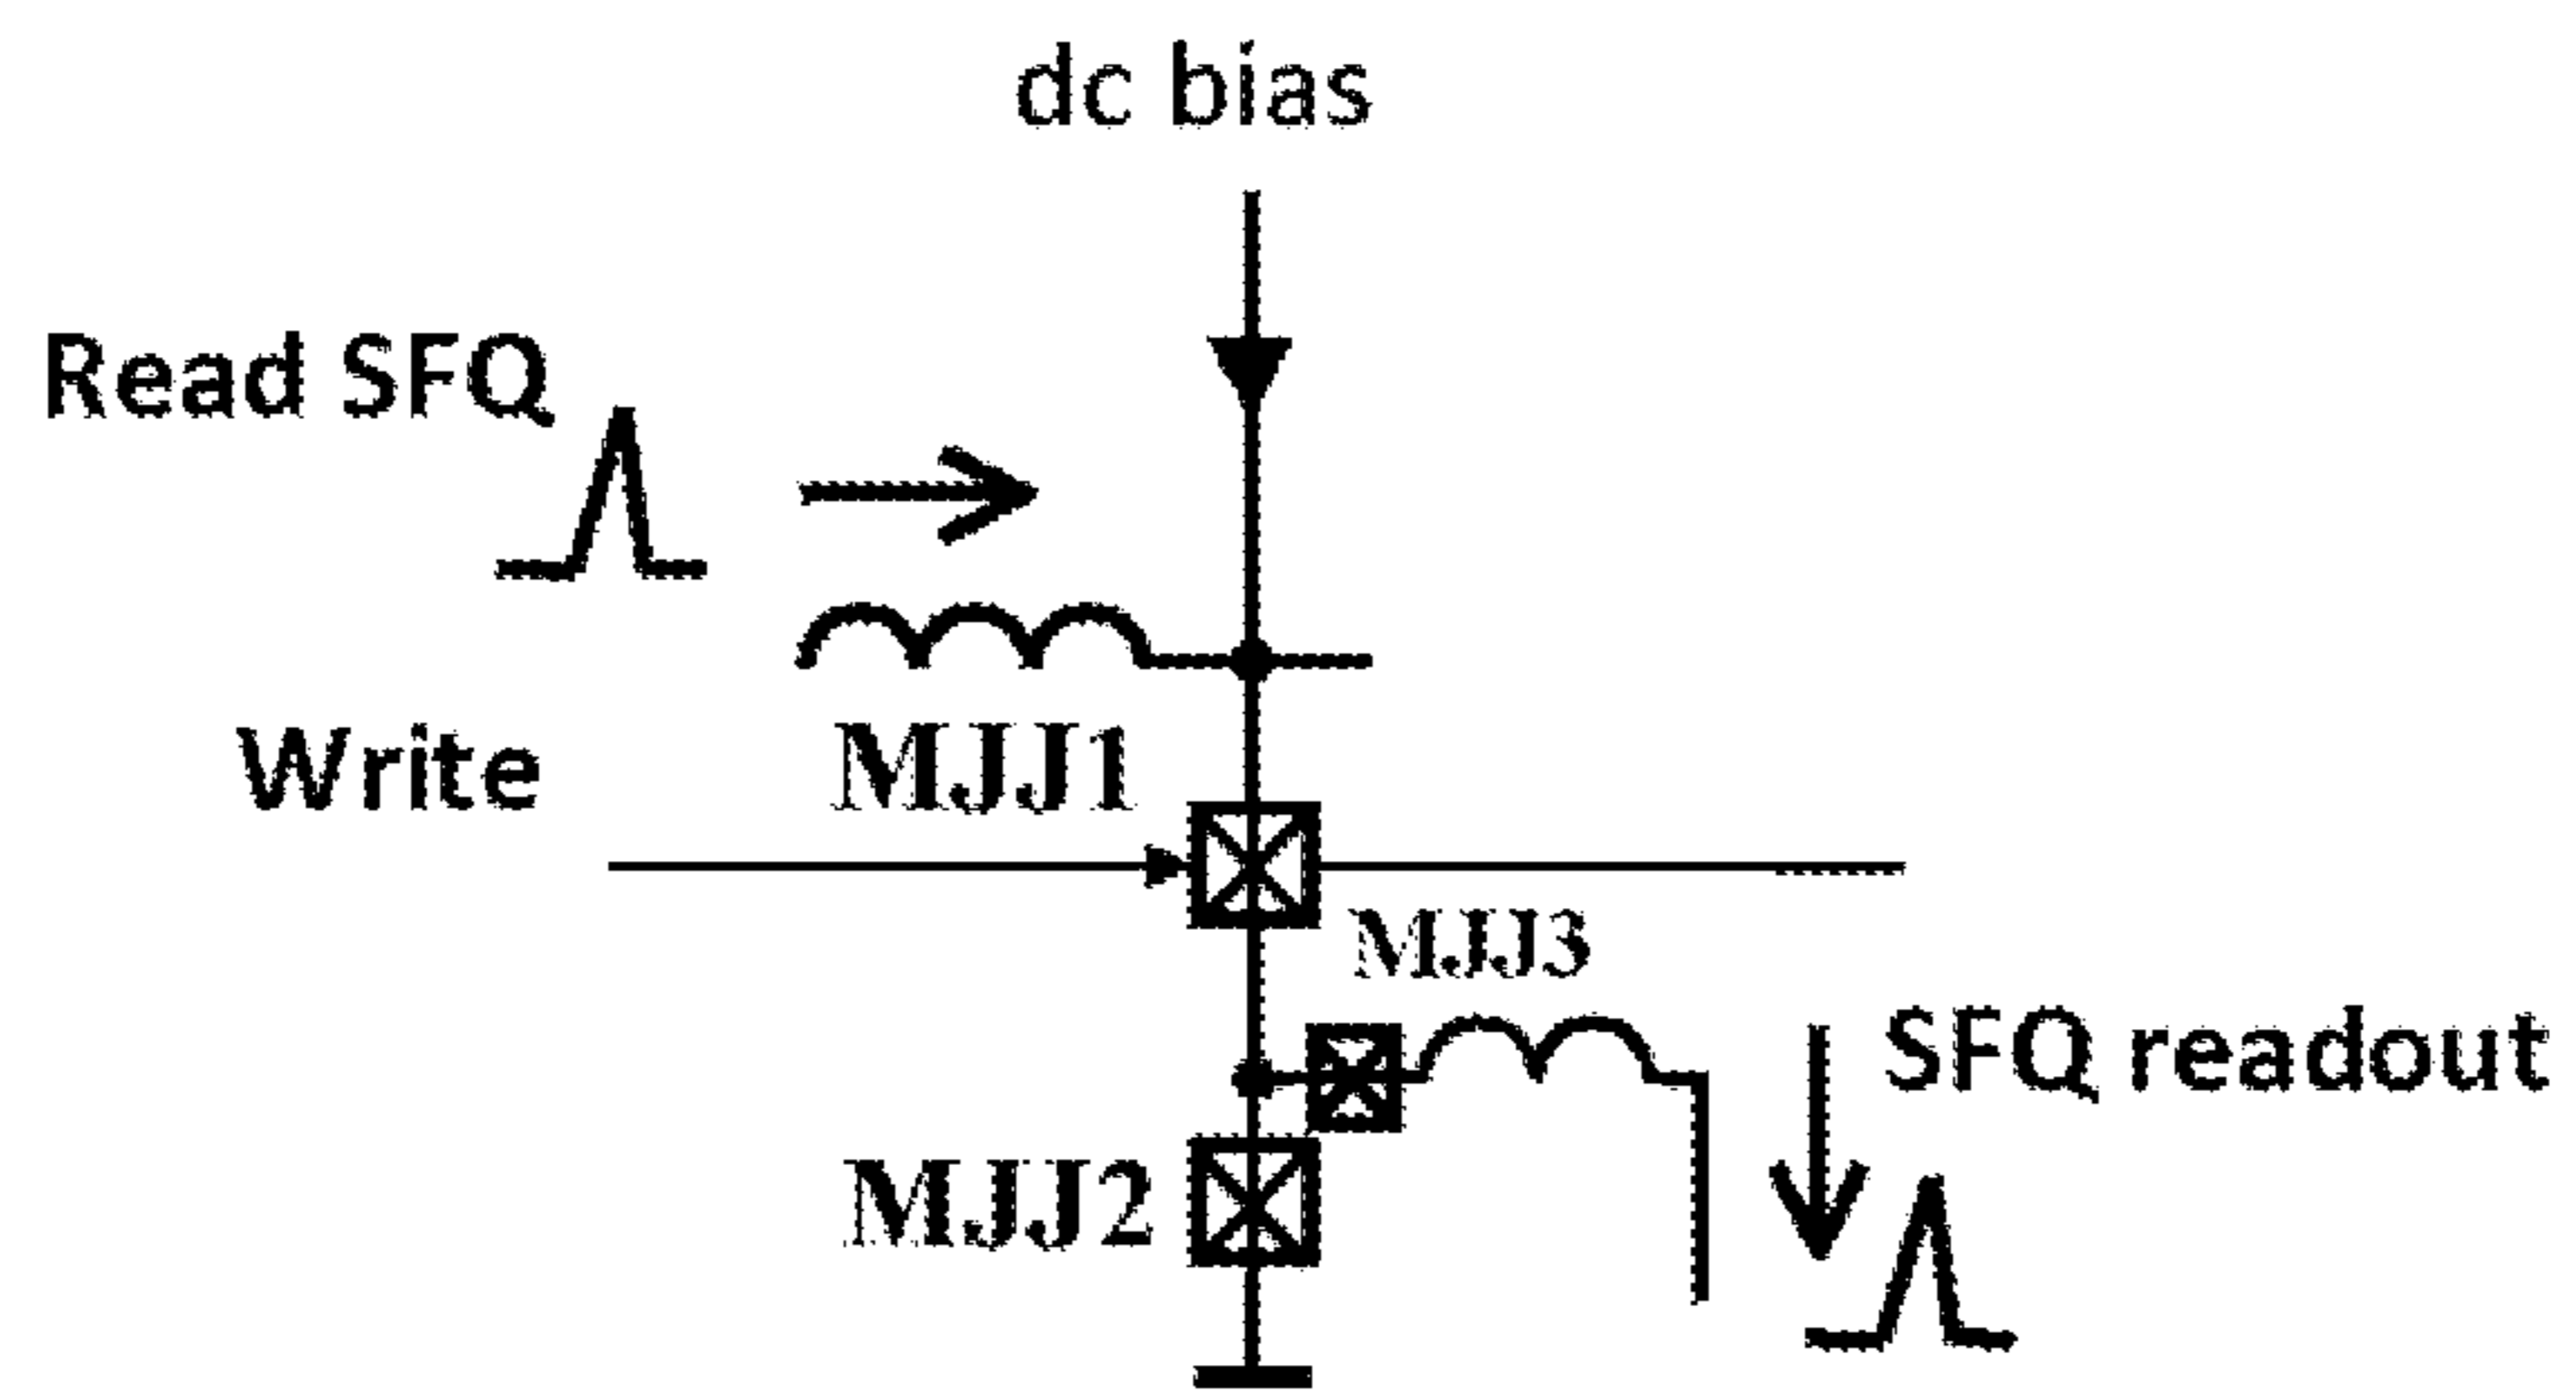 dc bias
Read SFQ
Write
MJJ1
MJJ3
SFQ readout
MJJ2